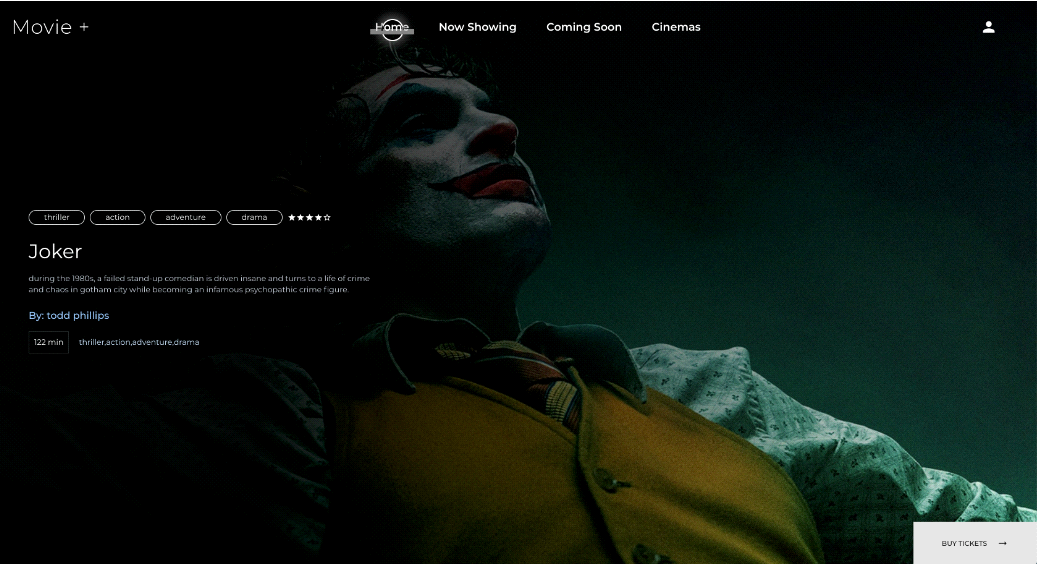 Movie +
Home
Now Showing
Coming Soon
Cinemas
thriller
action
adventure
drama
Joker
during the 1980s, a failed stand-up comedian is driven insane and turns to a life of crime
and chaos in gotham city while becoming an infamous psychopathic crime figure.
By: todd phillips
122 min
thriller,action,adventure,drama
BUY TICKETS →